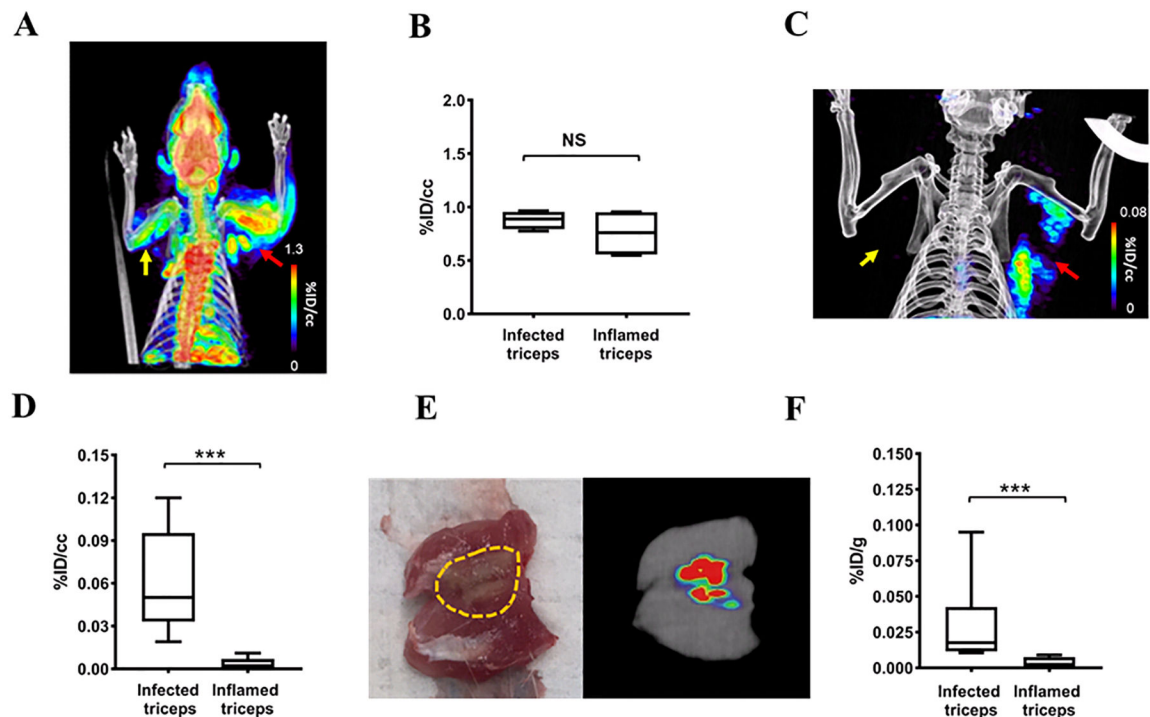 A
1.3
%ID/cc
0
B
2.0
1.5
1.0
0.5
0.0
%ID/cc
NS
Infected
triceps
Inflamed
triceps
C
0.08
%ID/cc
0
D
0.15
0.12
0.09
0.06
0.03
0.00
%ID/cc
***
Infected
triceps
Inflamed
triceps
E
F
0.150
0.125
0.100
0.075
0.050
0.025
0.000
%ID/g
***
Infected
triceps
Inflamed
triceps